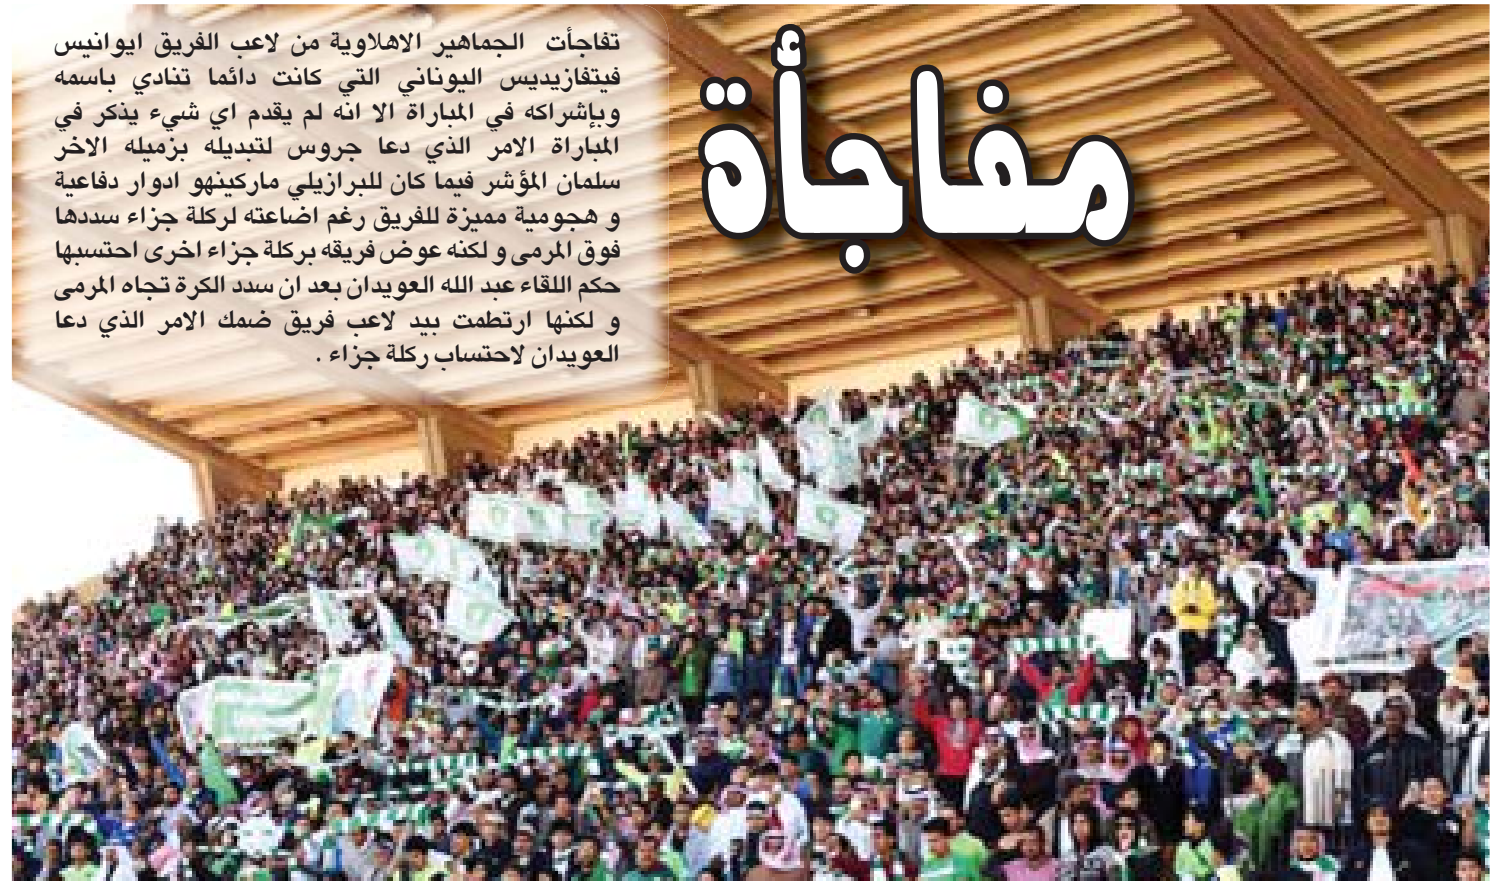 مفاجأة
تفاجأت الجماهير الاهلاوية من لاعب الفريق ايوانيس
فيتفازيديس اليوناني التي كانت دائما تنادي باسمه
وبإشراكه في المباراة الا انه لم يقدم اي شيء يذكر في
المباراة الامر الذي دعا جروس لتبديله بزميله الاخر
سلمان المؤشر فيما كان للبرازيلي ماركينهو ادوار دفاعية
و هجومية مميزة للفريق رغم اضاعته لركلة جزاء سددها
فوق المرمى و لكنه عوض فريقه بركلة جزاء اخرى احتسبها
حكم اللقاء عبد الله العويدان بعد ان سدد الكرة تجاه المرمى
و لكنها ارتطمت بيد لاعب فريق ضمك الامر الذي دعا
العويدان لاحتساب ركلة جزاء .